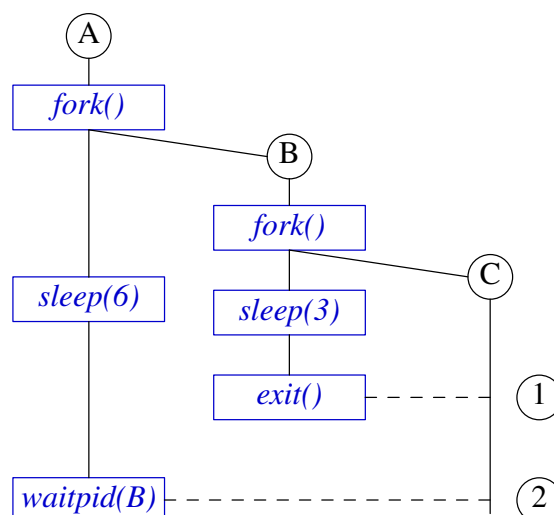 A
fork()
B
fork()
C
sleep(6)
sleep(3)
exit()
1
waitpid(B)
2